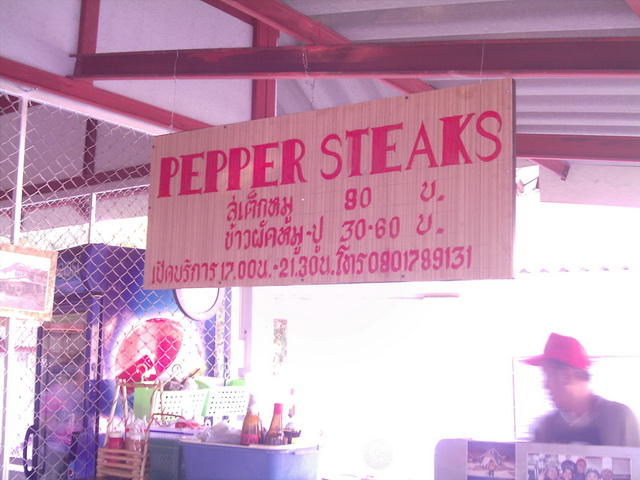 PEPPER STEAKS
สเต็กหมู 80 บ.
ข้าวผัดหมู-ปู 30-60 บ.
เปิดบริการ 17.00น.-21.30น. โทร 0801789131